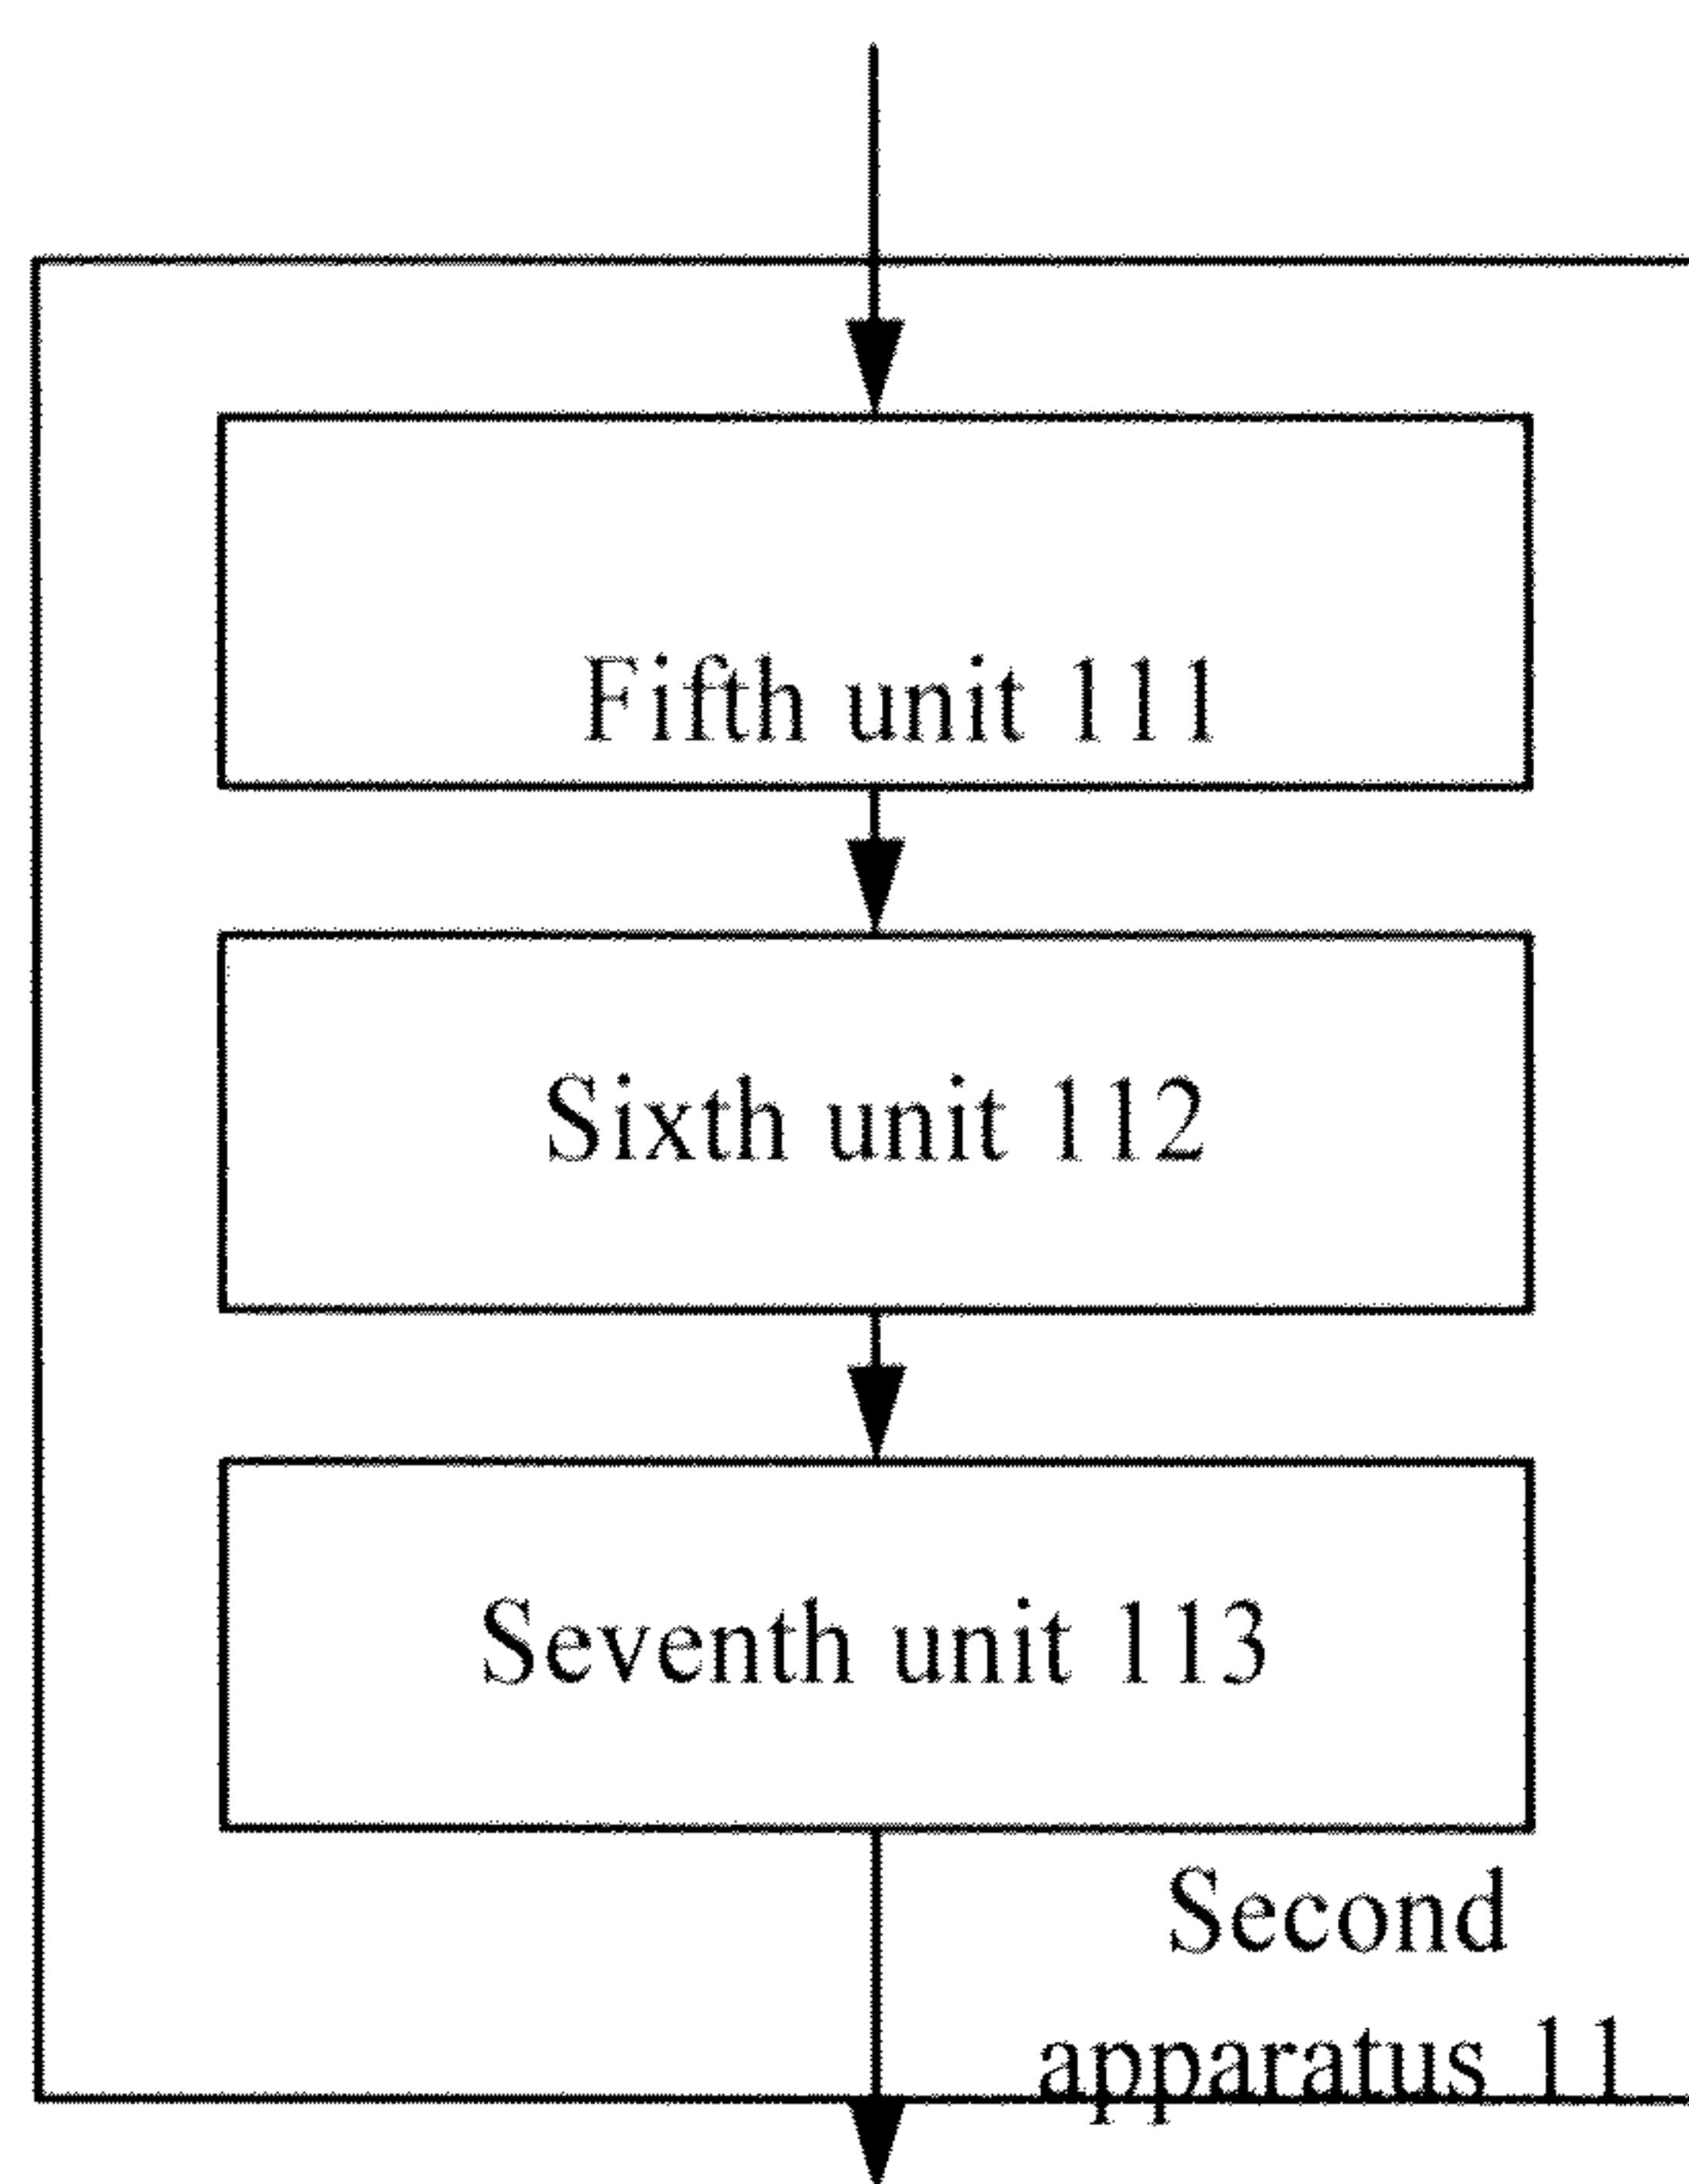 Fifth unit 111
Sixth unit 112
Seventh unit 113
Second
apparatus 11